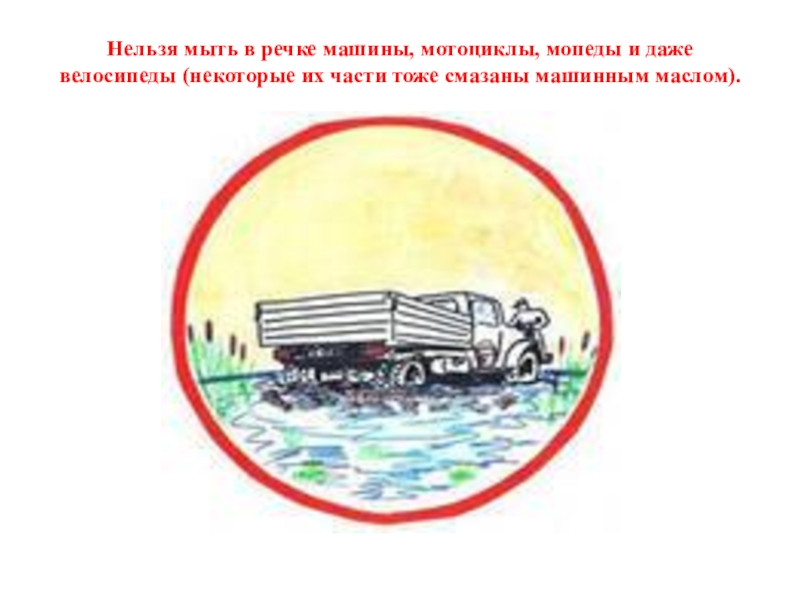 Нельзя мыть в речке машины, мотоциклы, мопеды и даже
велосипеды (некоторые их части тоже смазаны машинным маслом).